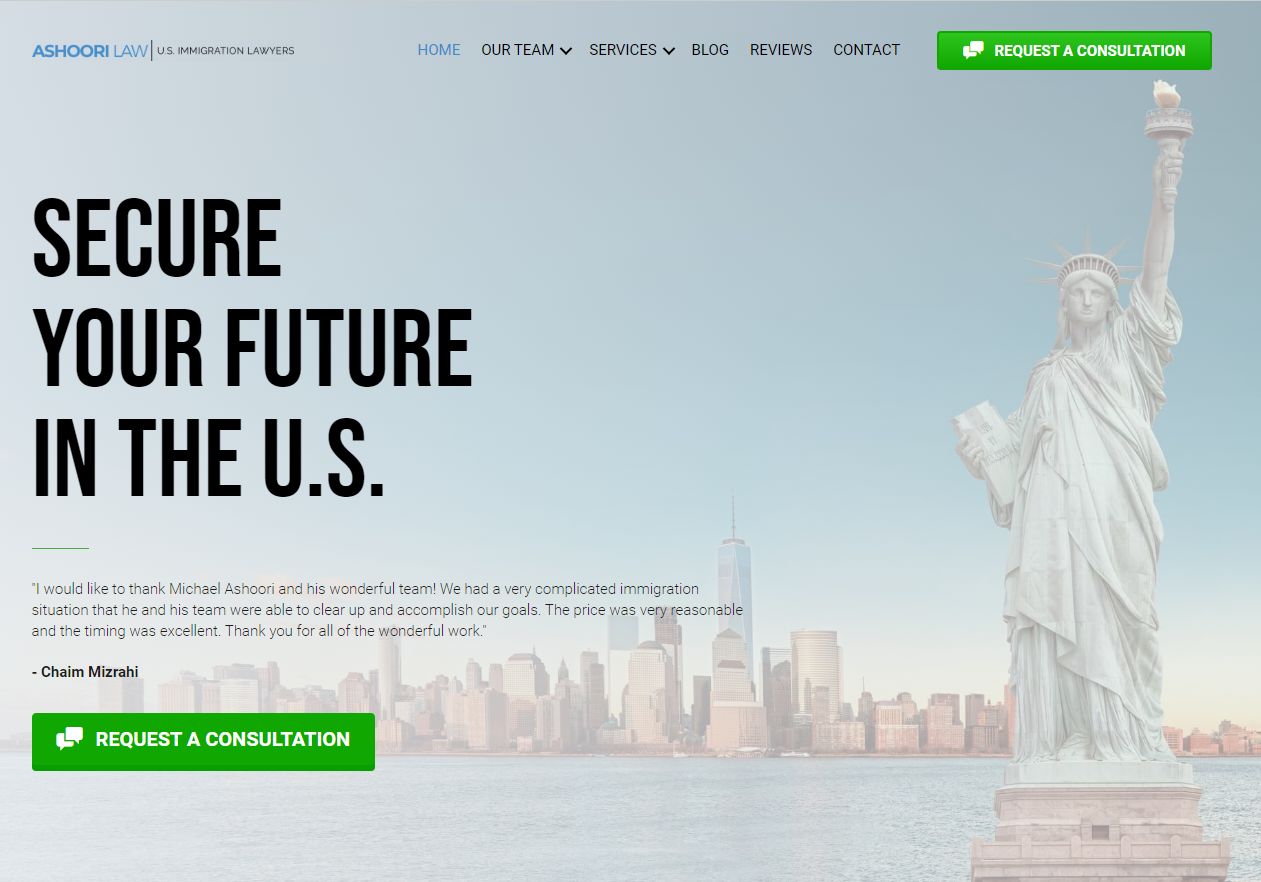 ASHOORI LAW | U.S. IMMIGRATION LAWYERS
HOME OUR TEAM SERVICES BLOG REVIEWS CONTACT
REQUEST A CONSULTATION
SECURE
YOUR FUTURE
IN THE U.S.
"I would like to thank Michael Ashoori and his wonderful team! We had a very complicated immigration
situation that he and his team were able to clear up and accomplish our goals. The price was very reasonable
and the timing was excellent. Thank you for all of the wonderful work."
- Chaim Mizrahi
REQUEST A CONSULTATION